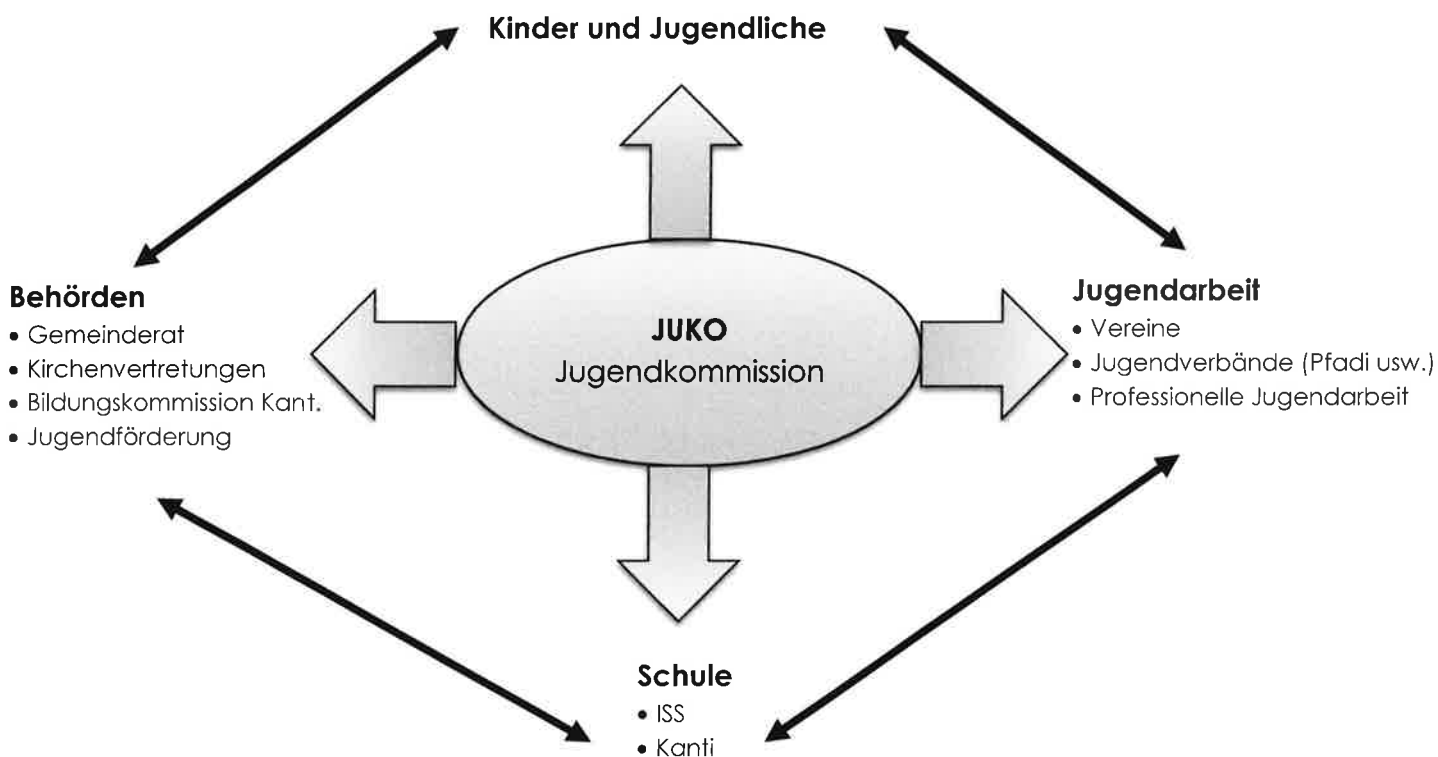 Kinder und Jugendliche
Behörden
• Gemeinderat
• Kirchenvertretungen
• Bildungskommission Kant.
• Jugendförderung
JUKO
Jugendkommission
Jugendarbeit
• Vereine
• Jugendverbände (Pfadi usw.)
• Professionelle Jugendarbeit
Schule
• ISS
• Kanti